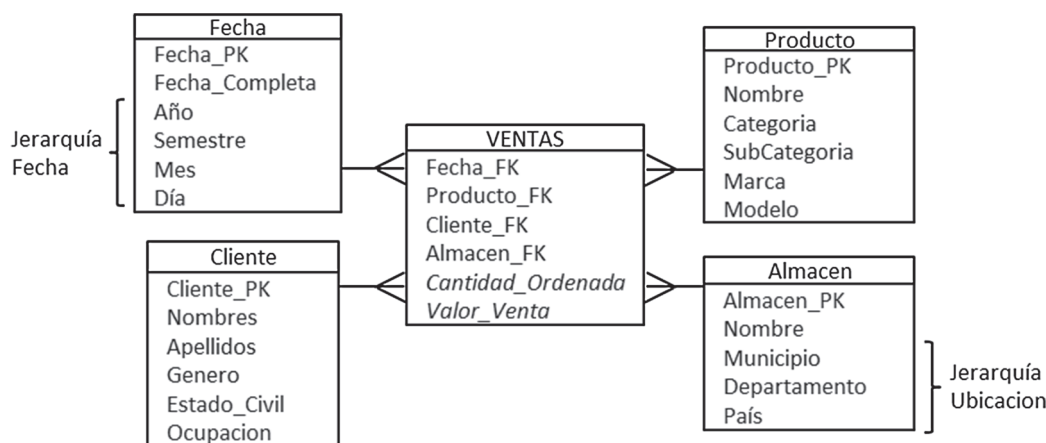 Fecha
Fecha_PK
Fecha_Completa
Año
Semestre
Mes
Día
Jerarquía
Fecha
Cliente
Cliente_PK
Nombres
Apellidos
Genero
Estado_Civil
Ocupacion
VENTAS
Fecha_FK
Producto_FK
Cliente_FK
Almacen_FK
Cantidad_Ordenada
Valor_Venta
Producto
Producto_PK
Nombre
Categoria
SubCategoria
Marca
Modelo
Almacen
Almacen_PK
Nombre
Municipio
Departamento
País
Jerarquía
Ubicacion